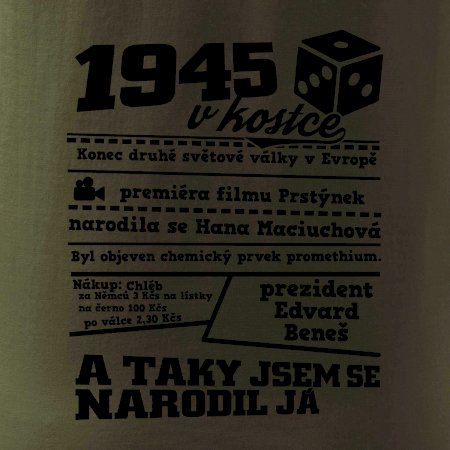 1945
v kostce
Konec druhé světové války v Evropě
premiéra filmu Prstýnek
narodila se Hana Maciuchová
Byl objeven chemický prvek promethium.
Nákup: Chléb
za Němců 3 Kčs na lístky
na černo 100 Kčs
po válce 2,30 Kčs
prezident
Edvard
Beneš
A TAKY JSEM SE
NARODIL JÁ